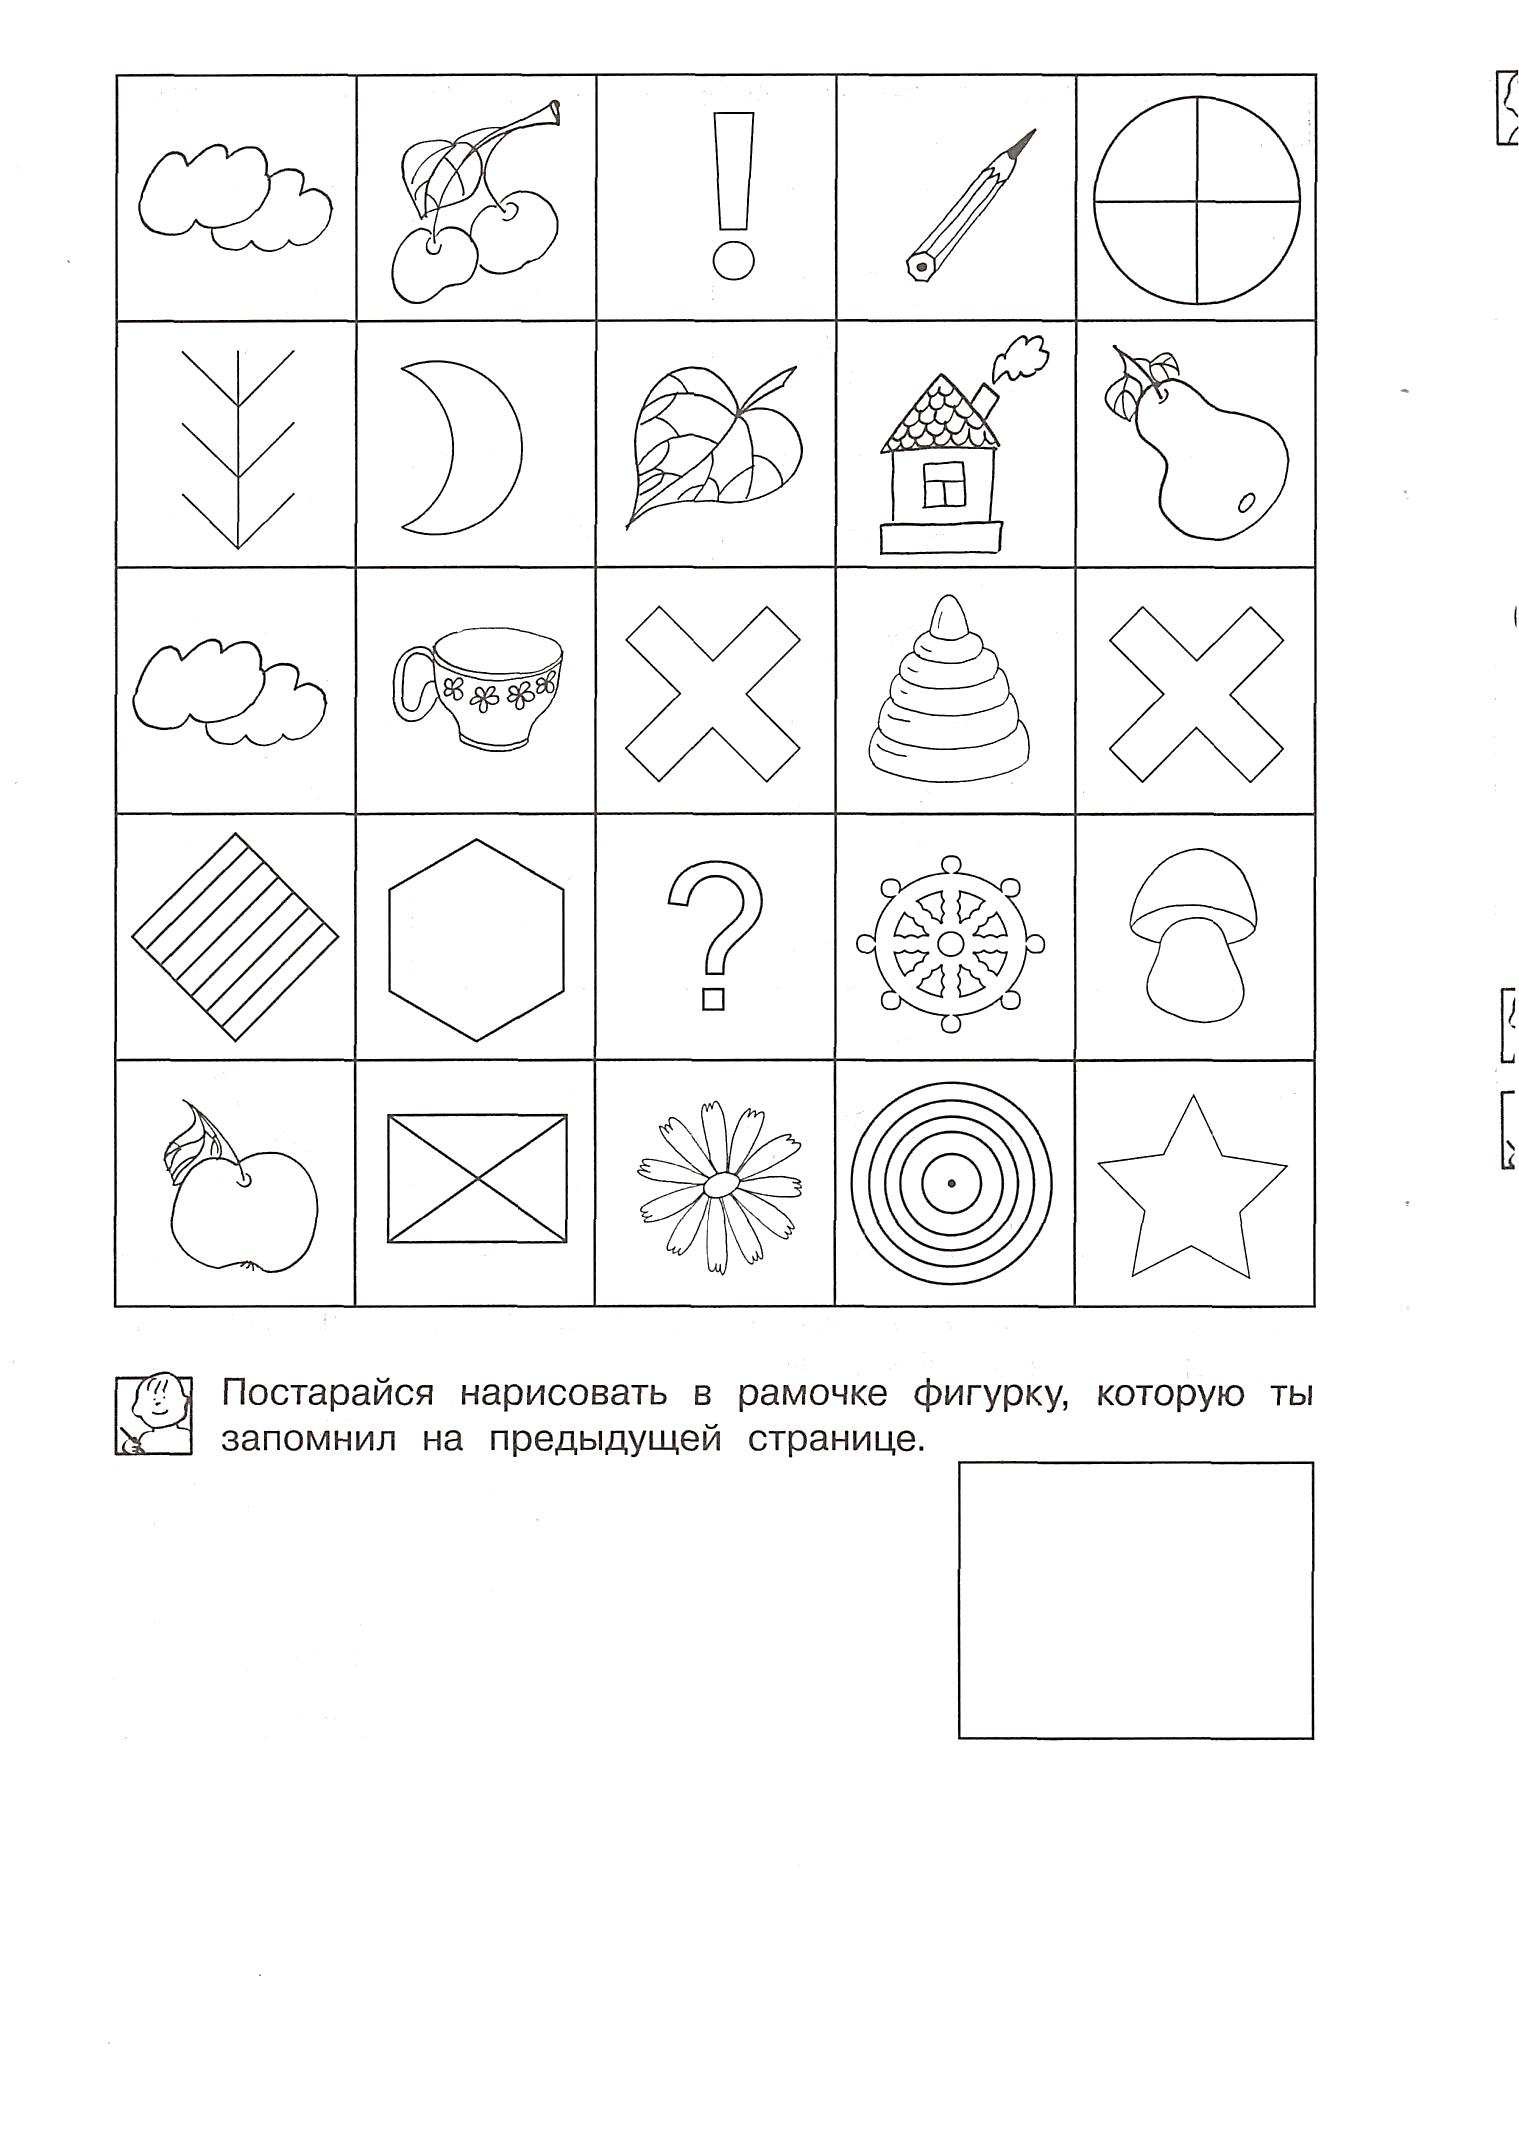 !
?
Постарайся нарисовать в рамочке фигурку, которую ты
запомнил на предыдущей странице.